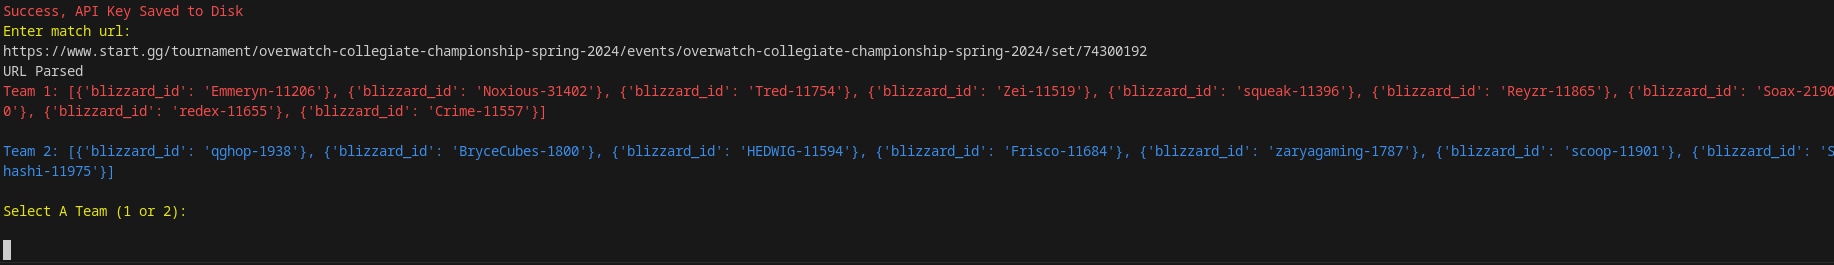 Success, API Key Saved to Disk
Enter match url:
https://www.start.gg/tournament/overwatch-collegiate-championship-spring-2024/events/overwatch-collegiate-championship-spring-2024/set/74300192
URL Parsed
Team 1: [{'blizzard_id': 'Emmeryn-11206'}, {'blizzard_id': 'Noxious-31402'}, {'blizzard_id': 'Tred-11754'}, {'blizzard_id': 'Zei-11519'}, {'blizzard_id': 'squeak-11396'}, {'blizzard_id': 'Reyzr-11865'}, {'blizzard_id': 'Soax-2190
0'}, {'blizzard_id': 'redex-11655'}, {'blizzard_id': 'Crime-11557'}]
Team 2: [{'blizzard_id': 'qghop-1938'}, {'blizzard_id': 'BryceCubes-1800'}, {'blizzard_id': 'HEDWIG-11594'}, {'blizzard_id': 'Frisco-11684'}, {'blizzard_id': 'zaryagaming-1787'}, {'blizzard_id': 'scoop-11901'}, {'blizzard_id': 'S
hashi-11975'}]
Select A Team (1 or 2):